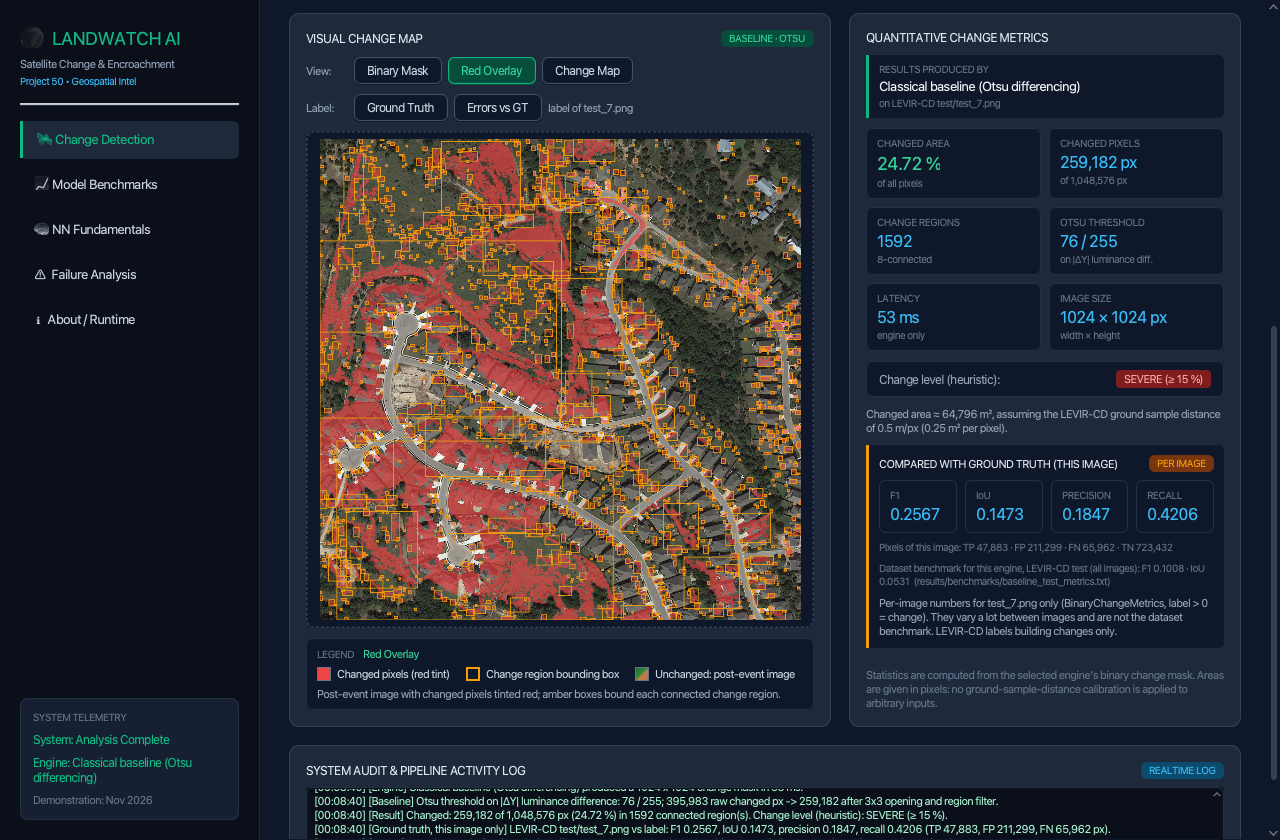 LANDWATCH AI
Satellite Change & Encroachment
Project 50 • Geospatial Intel
Change Detection
Model Benchmarks
NN Fundamentals
Failure Analysis
About / Runtime
SYSTEM TELEMETRY
System: Analysis Complete
Engine: Classical baseline (Otsu
differencing)
Demonstration: Nov 2026
VISUAL CHANGE MAP
BASELINE · OTSU
View:
Binary Mask
Red Overlay
Change Map
Label:
Ground Truth
Errors vs GT
label of test_7.png
LEGEND
Red Overlay
Changed pixels (red tint)
Change region bounding box
Unchanged: post-event image
Post-event image with changed pixels tinted red; amber boxes bound each connected change region.
QUANTITATIVE CHANGE METRICS
RESULTS PRODUCED BY
Classical baseline (Otsu differencing)
on LEVIR-CD test/test_7.png
CHANGED AREA
24.72 %
of all pixels
CHANGED PIXELS
259,182 px
of 1,048,576 px
CHANGE REGIONS
1592
8-connected
OTSU THRESHOLD
76 / 255
on |ΔY| luminance diff.
LATENCY
53 ms
engine only
IMAGE SIZE
1024 × 1024 px
width × height
Change level (heuristic):
SEVERE (≥ 15 %)
Changed area ≈ 64,796 m², assuming the LEVIR-CD ground sample distance
of 0.5 m/px (0.25 m² per pixel).
COMPARED WITH GROUND TRUTH (THIS IMAGE)
PER IMAGE
F1
0.2567
IoU
0.1473
PRECISION
0.1847
RECALL
0.4206
Pixels of this image: TP 47,883 · FP 211,299 · FN 65,962 · TN 723,432
Dataset benchmark for this engine, LEVIR-CD test (all images): F1 0.1008 · IoU
0.0531 (results/benchmarks/baseline_test_metrics.txt)
Per-image numbers for test_7.png only (BinaryChangeMetrics, label > 0
= change). They vary a lot between images and are not the dataset
benchmark. LEVIR-CD labels building changes only.
Statistics are computed from the selected engine's binary change mask. Areas
are given in pixels: no ground-sample-distance calibration is applied to
arbitrary inputs.
SYSTEM AUDIT & PIPELINE ACTIVITY LOG
REALTIME LOG
[00:08:40] [Baseline] Otsu threshold on |ΔY| luminance difference: 76 / 255; 395,983 raw changed px -> 259,182 after 3x3 opening and region filter.
[00:08:40] [Result] Changed: 259,182 of 1,048,576 px (24.72 %) in 1592 connected region(s). Change level (heuristic): SEVERE (≥ 15 %).
[00:08:40] [Ground truth, this image only] LEVIR-CD test/test_7.png vs label: F1 0.2567, IoU 0.1473, precision 0.1847, recall 0.4206 (TP 47,883, FP 211,299, FN 65,962 px).